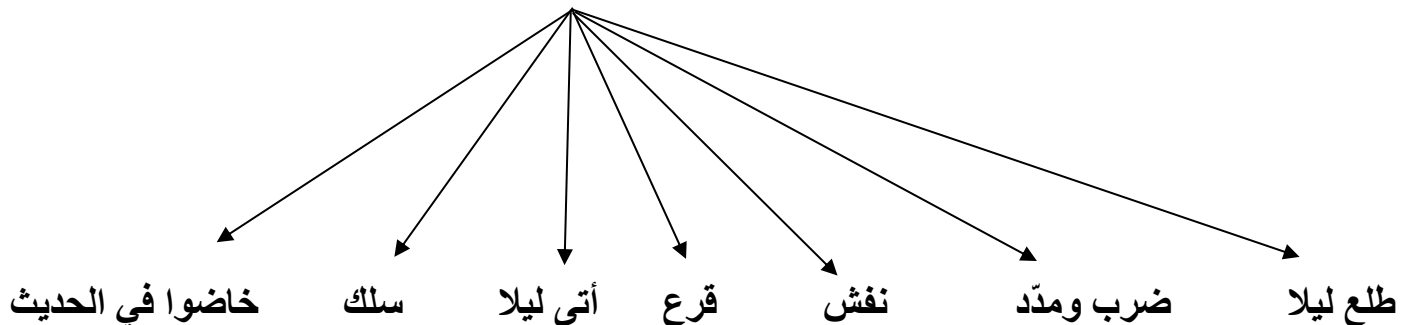 طلع ليلا ضرب ومدّد نفش قرع أتى ليلا سلك خاضوا في الحديث